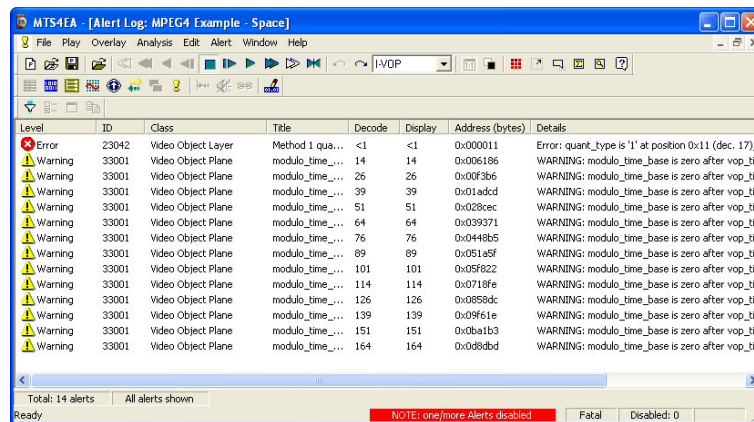 MTS4EA - [Alert Log: MPEG4 Example - Space]
File Play Overlay Analysis Edit Alert Window Help
I-VOP
Level ID Class Title Decode Display Address (bytes) Details
Error 23042 Video Object Layer Method 1 qua... <1 <1 0x000011 Error: quant_type is '1' at position 0x11 (dec. 17),
Warning 33001 Video Object Plane modulo_time_... 14 14 0x006186 WARNING: modulo_time_base is zero after vop_ti
Warning 33001 Video Object Plane modulo_time_... 26 26 0x00f3b6 WARNING: modulo_time_base is zero after vop_ti
Warning 33001 Video Object Plane modulo_time_... 39 39 0x01adcd WARNING: modulo_time_base is zero after vop_ti
Warning 33001 Video Object Plane modulo_time_... 51 51 0x028cec WARNING: modulo_time_base is zero after vop_ti
Warning 33001 Video Object Plane modulo_time_... 64 64 0x039371 WARNING: modulo_time_base is zero after vop_ti
Warning 33001 Video Object Plane modulo_time_... 76 76 0x0448b5 WARNING: modulo_time_base is zero after vop_ti
Warning 33001 Video Object Plane modulo_time_... 89 89 0x051a5f WARNING: modulo_time_base is zero after vop_ti
Warning 33001 Video Object Plane modulo_time_... 101 101 0x05f822 WARNING: modulo_time_base is zero after vop_ti
Warning 33001 Video Object Plane modulo_time_... 114 114 0x0718fe WARNING: modulo_time_base is zero after vop_ti
Warning 33001 Video Object Plane modulo_time_... 126 126 0x0858dc WARNING: modulo_time_base is zero after vop_ti
Warning 33001 Video Object Plane modulo_time_... 139 139 0x09f61e WARNING: modulo_time_base is zero after vop_ti
Warning 33001 Video Object Plane modulo_time_... 151 151 0x0ba1b3 WARNING: modulo_time_base is zero after vop_ti
Warning 33001 Video Object Plane modulo_time_... 164 164 0x0d8dbd WARNING: modulo_time_base is zero after vop_ti
Total: 14 alerts All alerts shown
Ready NOTE: one/more Alerts disabled Fatal Disabled: 0